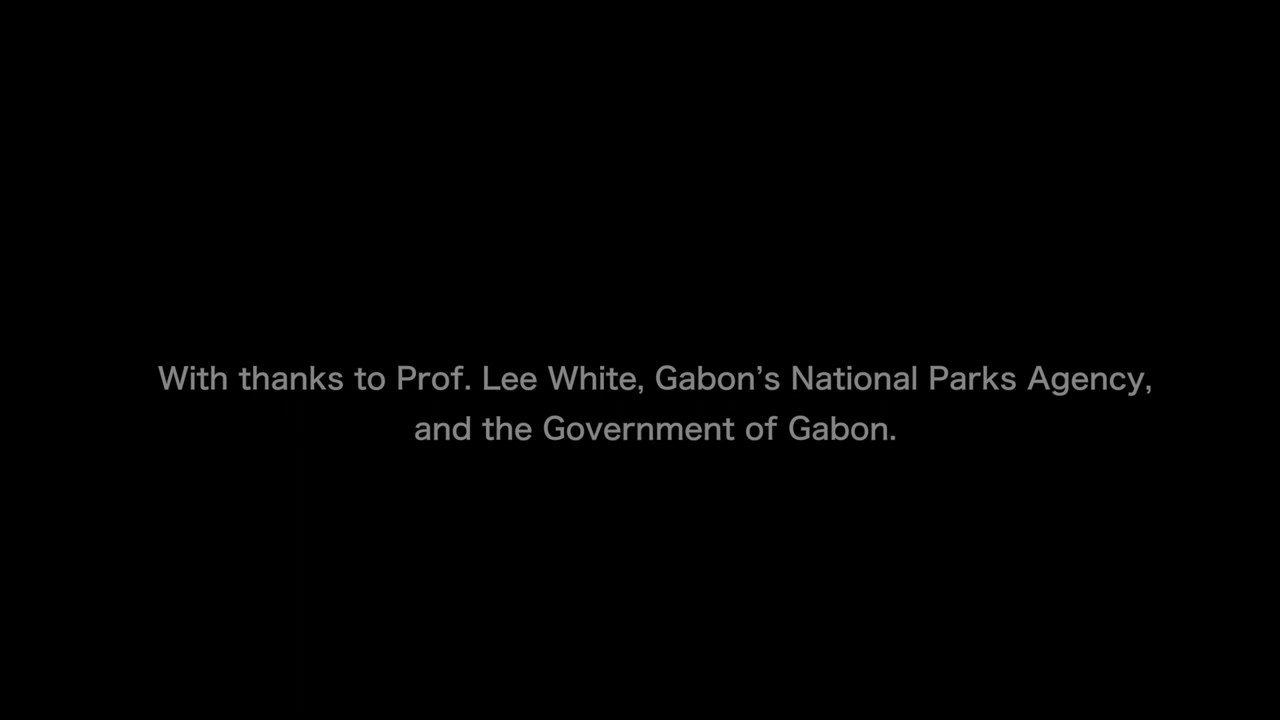 With thanks to Prof. Lee White, Gabon’s National Parks Agency,
and the Government of Gabon.